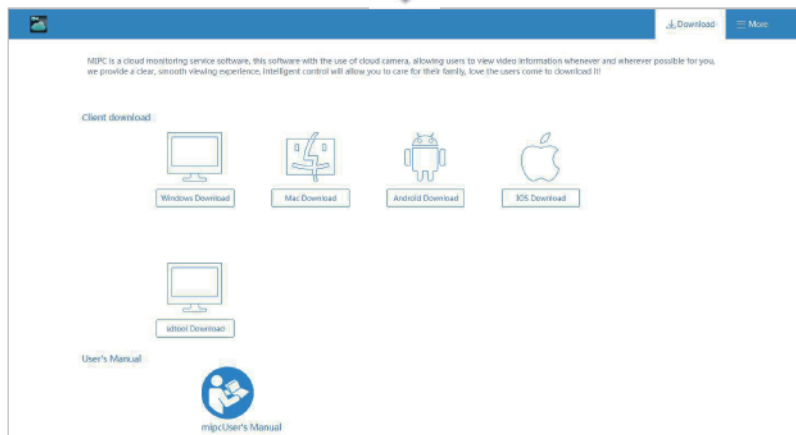 Download
More
MIPC is a cloud monitoring service software, this software with the use of cloud camera, allowing users to view video information whenever and wherever possible for you,
we provide a clear, smooth viewing experience, intelligent control will allow you to care for their family, love the users come to download it!
Client download
Windows Download
Mac Download
Android Download
IOS Download
sdtool Download
User's Manual
mipcUser's Manual